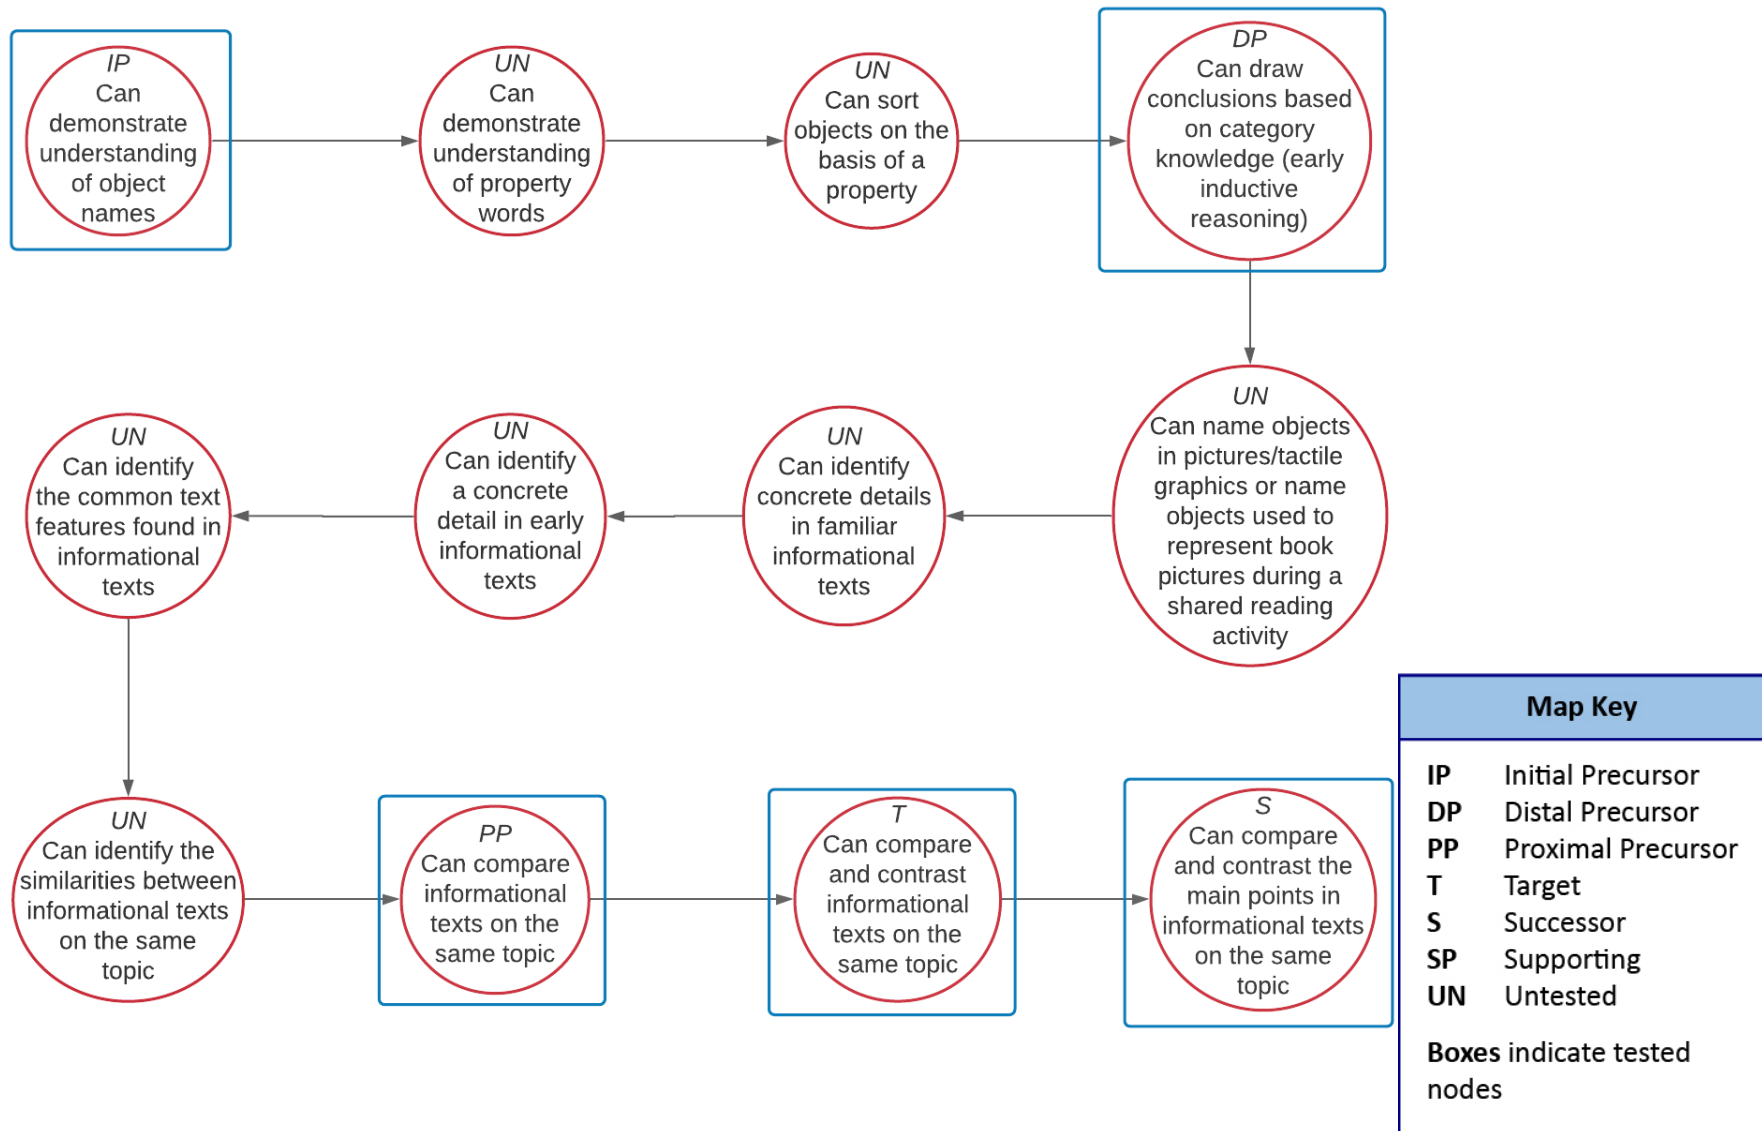 IP
Can
demonstrate
understanding
of object
names
UN
Can
demonstrate
understanding
of property
words
UN
Can sort
objects on the
basis of a
property
DP
Can draw
conclusions based
on category
knowledge (early
inductive
reasoning)
UN
Can name objects
in pictures/tactile
graphics or name
objects used to
represent book
pictures during a
shared reading
activity
UN
Can identify
concrete details
in familiar
informational
texts
UN
Can identify
a concrete
detail in early
informational
texts
UN
Can identify
the common text
features found in
informational
texts
UN
Can identify the
similarities between
informational texts
on the same
topic
PP
Can compare
informational
texts on the
same topic
T
Can compare
and contrast
informational
texts on the
same topic
S
Can compare
and contrast the
main points in
informational texts
on the same
topic
Map Key
IP Initial Precursor
DP Distal Precursor
PP Proximal Precursor
T Target
S Successor
SP Supporting
UN Untested
Boxes indicate tested
nodes